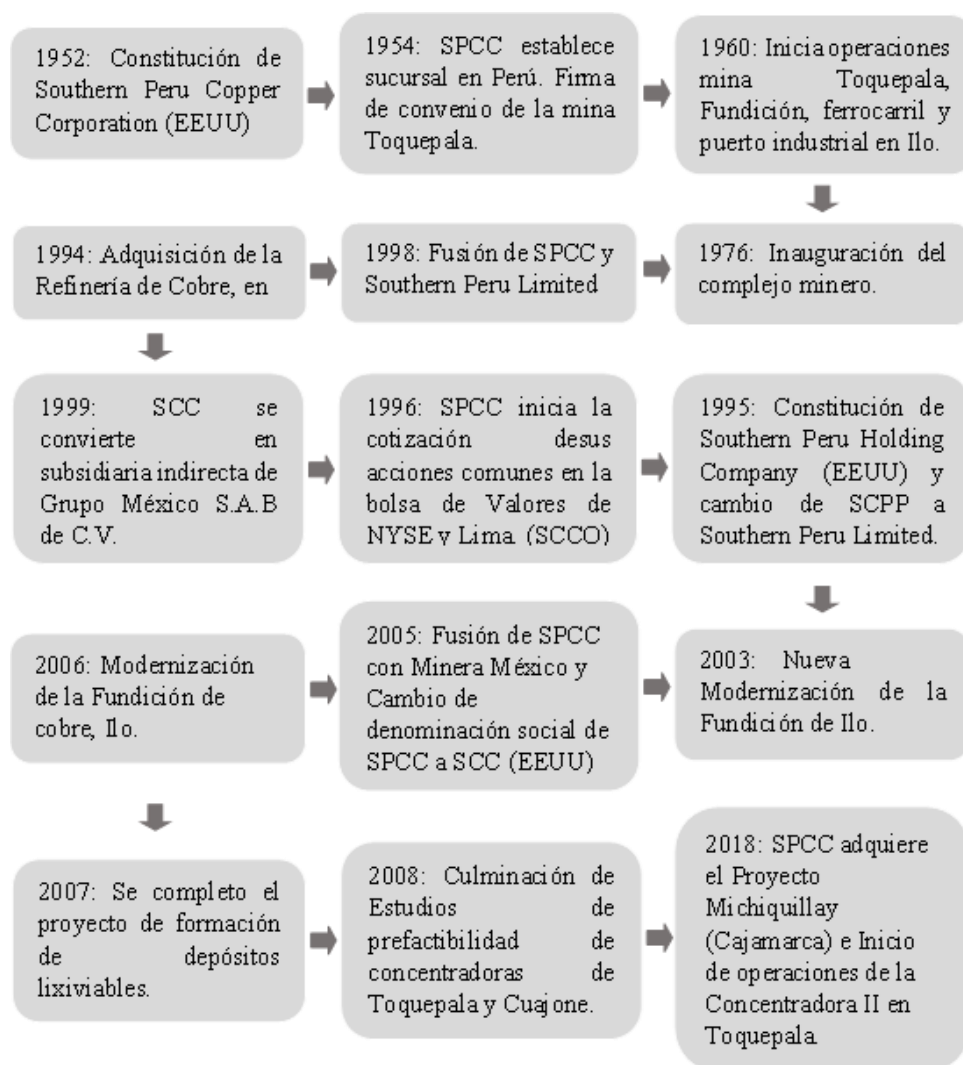 1952: Constitución de
Southern Peru Copper
Corporation (EEUU)
1954: SPCC establece
sucursal en Perú. Firma
de convenio de la mina
Toquepala.
1960: Inicia operaciones
mina Toquepala,
Fundición, ferrocarril y
puerto industrial en Ilo.
1994: Adquisición de la
Refinería de Cobre, en
1998: Fusión de SPCC y
Southern Peru Limited
1976: Inauguración del
complejo minero.
1999: SCC se
convierte en
subsidiaria indirecta de
Grupo México S.A.B
de C.V.
1996: SPCC inicia la
cotización desus
acciones comunes en la
bolsa de Valores de
NYSE y Lima. (SCCO)
1995: Constitución de
Southern Peru Holding
Company (EEUU) y
cambio de SCPP a
Southern Peru Limited.
2006: Modernización
de la Fundición de
cobre, Ilo.
2005: Fusión de SPCC
con Minera México y
Cambio de
denominación social de
SPCC a SCC (EEUU)
2003: Nueva
Modernización de la
Fundición de Ilo.
2007: Se completo el
proyecto de formación
de depósitos
lixiviables.
2008: Culminación de
Estudios de
prefactibilidad de
concentradoras de
Toquepala y Cuajone.
2018: SPCC adquiere
el Proyecto
Michiquillay
(Cajamarca) e Inicio
de operaciones de la
Concentradora II en
Toquepala